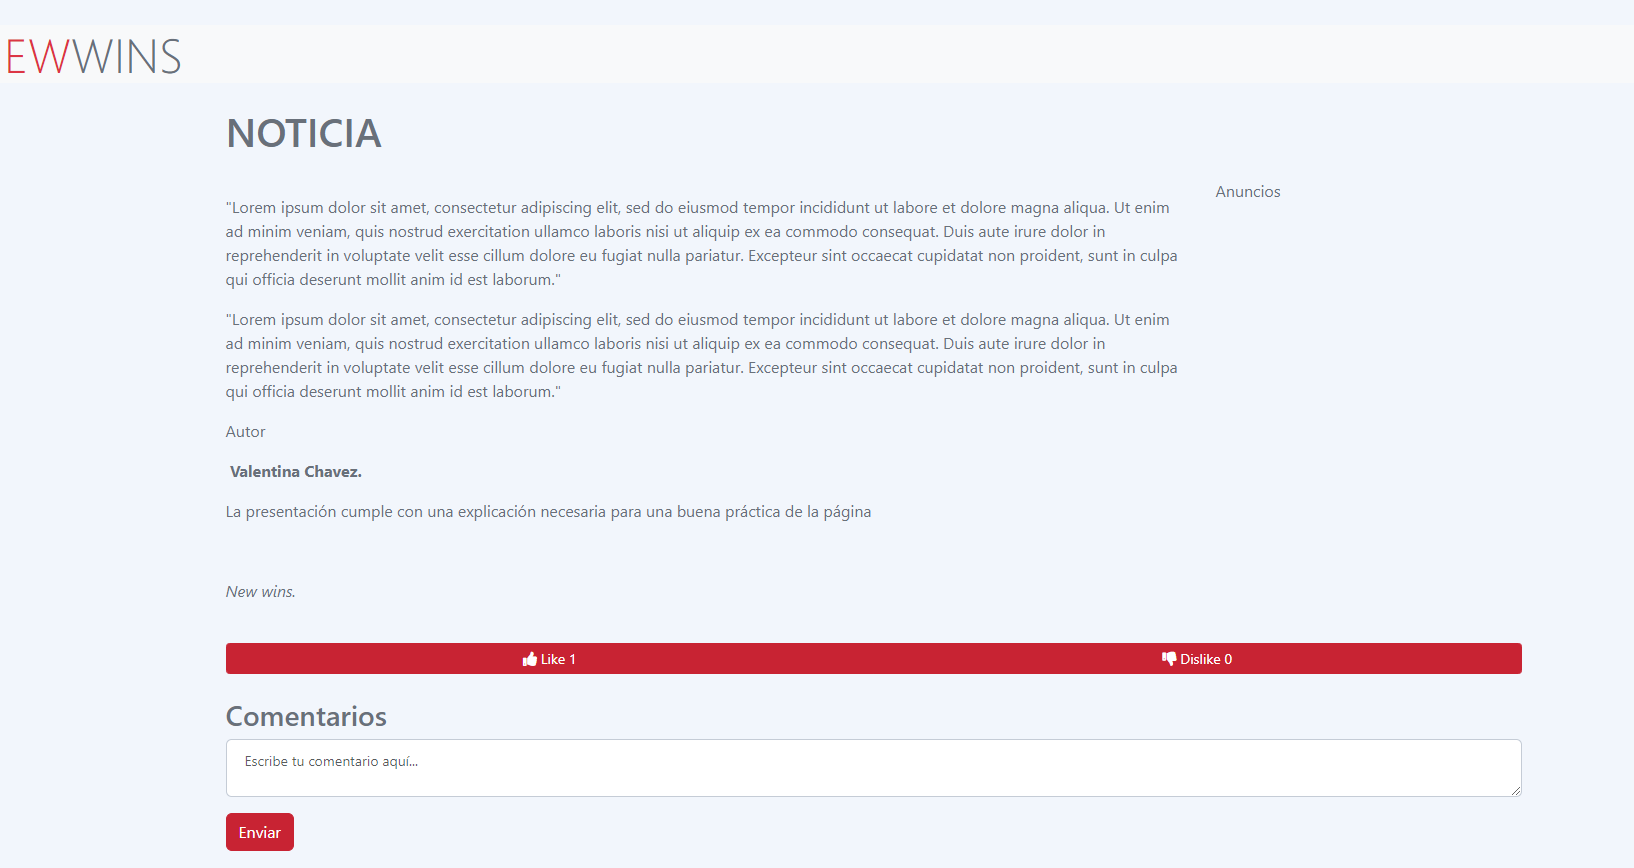 EWWINS
NOTICIA
"Lorem ipsum dolor sit amet, consectetur adipiscing elit, sed do eiusmod tempor incididunt ut labore et dolore magna aliqua. Ut enim
ad minim veniam, quis nostrud exercitation ullamco laboris nisi ut aliquip ex ea commodo consequat. Duis aute irure dolor in
reprehenderit in voluptate velit esse cillum dolore eu fugiat nulla pariatur. Excepteur sint occaecat cupidatat non proident, sunt in culpa
qui officia deserunt mollit anim id est laborum."
"Lorem ipsum dolor sit amet, consectetur adipiscing elit, sed do eiusmod tempor incididunt ut labore et dolore magna aliqua. Ut enim
ad minim veniam, quis nostrud exercitation ullamco laboris nisi ut aliquip ex ea commodo consequat. Duis aute irure dolor in
reprehenderit in voluptate velit esse cillum dolore eu fugiat nulla pariatur. Excepteur sint occaecat cupidatat non proident, sunt in culpa
qui officia deserunt mollit anim id est laborum."
Autor
Valentina Chavez.
La presentación cumple con una explicación necesaria para una buena práctica de la página
New wins.
Anuncios
Like 1
Dislike 0
Comentarios
Escribe tu comentario aquí...
Enviar